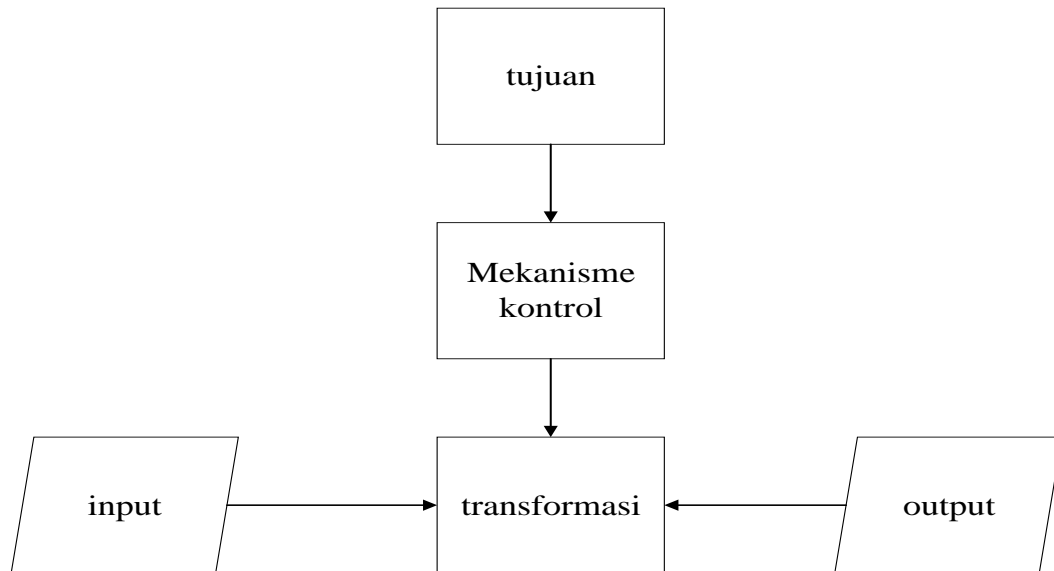 tujuan
Mekanisme
kontrol
input
transformasi
output